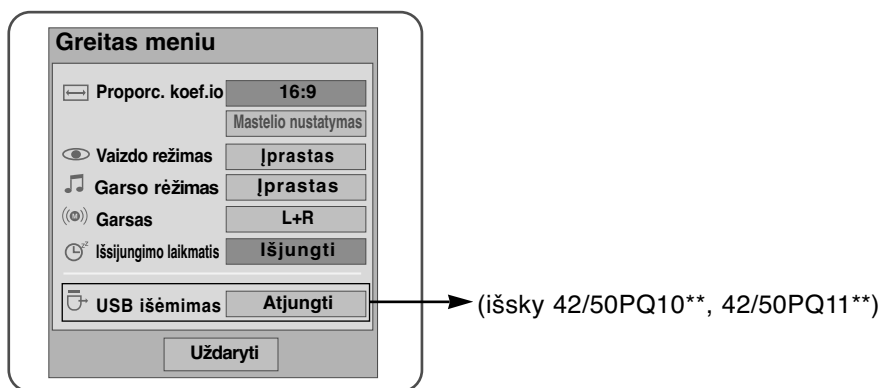 Greitas meniu
Proporc. koef.io 16:9
Mastelio nustatymas
Vaizdo režimas Įprastas
Garso rėžimas Įprastas
Garsas L+R
Išsijungimo laikmatis Išjungti
USB išėmimas Atjungti
(išsky 42/50PQ10**, 42/50PQ11**)
Uždaryti